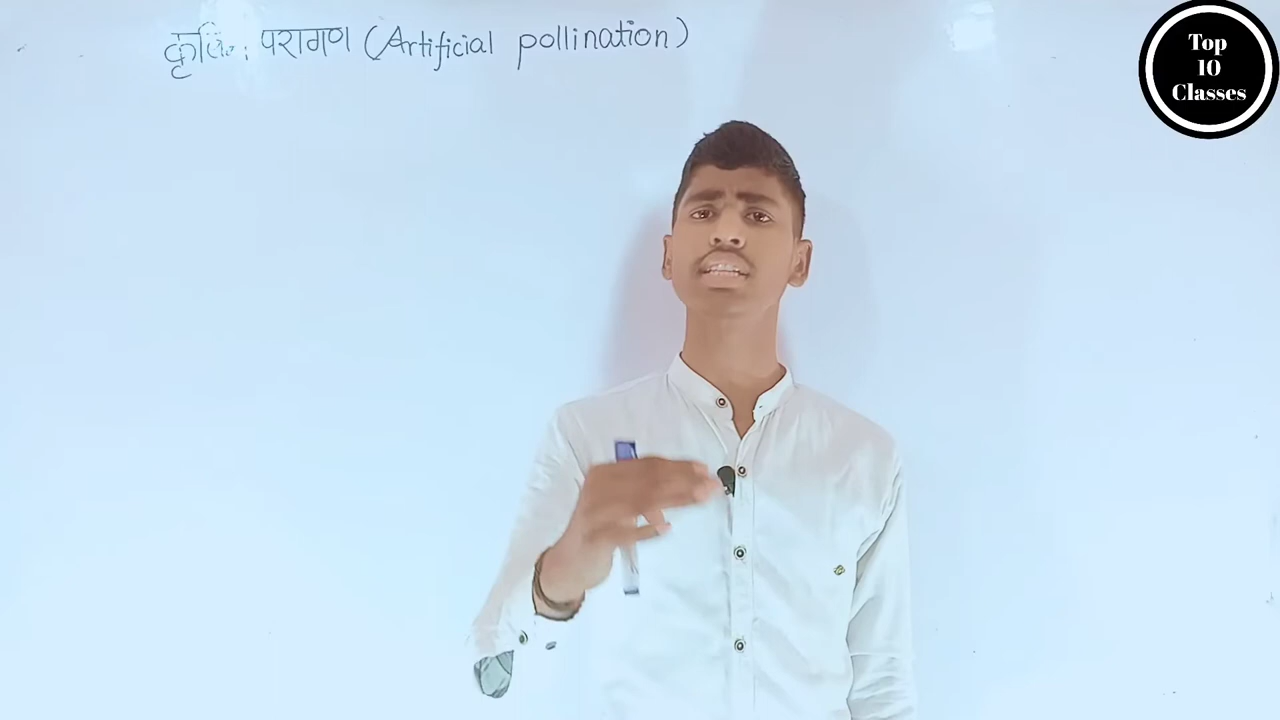 परागण (Artificial pollination)
Top
10
Classes